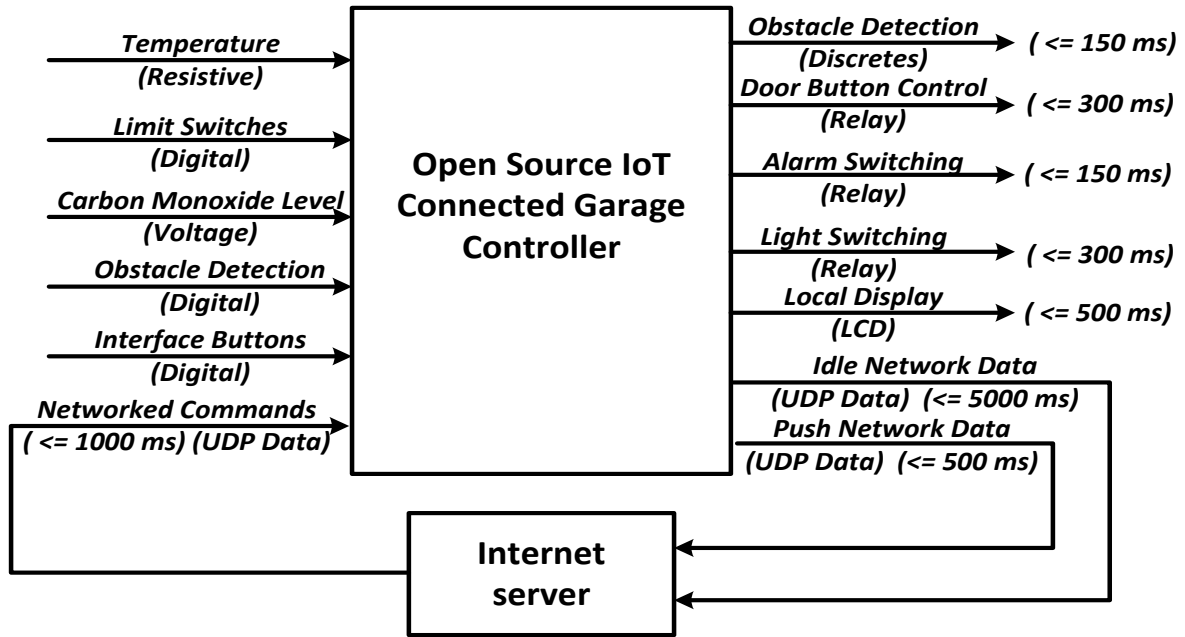 Temperature
(Resistive)
Limit Switches
(Digital)
Carbon Monoxide Level
(Voltage)
Obstacle Detection
(Digital)
Interface Buttons
(Digital)
Networked Commands
( <= 1000 ms) (UDP Data)
Open Source IoT
Connected Garage
Controller
Obstacle Detection
(Discretes)
( <= 150 ms)
Door Button Control
(Relay)
( <= 300 ms)
Alarm Switching
(Relay)
( <= 150 ms)
Light Switching
(Relay)
( <= 300 ms)
Local Display
(LCD)
( <= 500 ms)
Idle Network Data
(UDP Data) (<= 5000 ms)
Push Network Data
(UDP Data) (<= 500 ms)
Internet
server